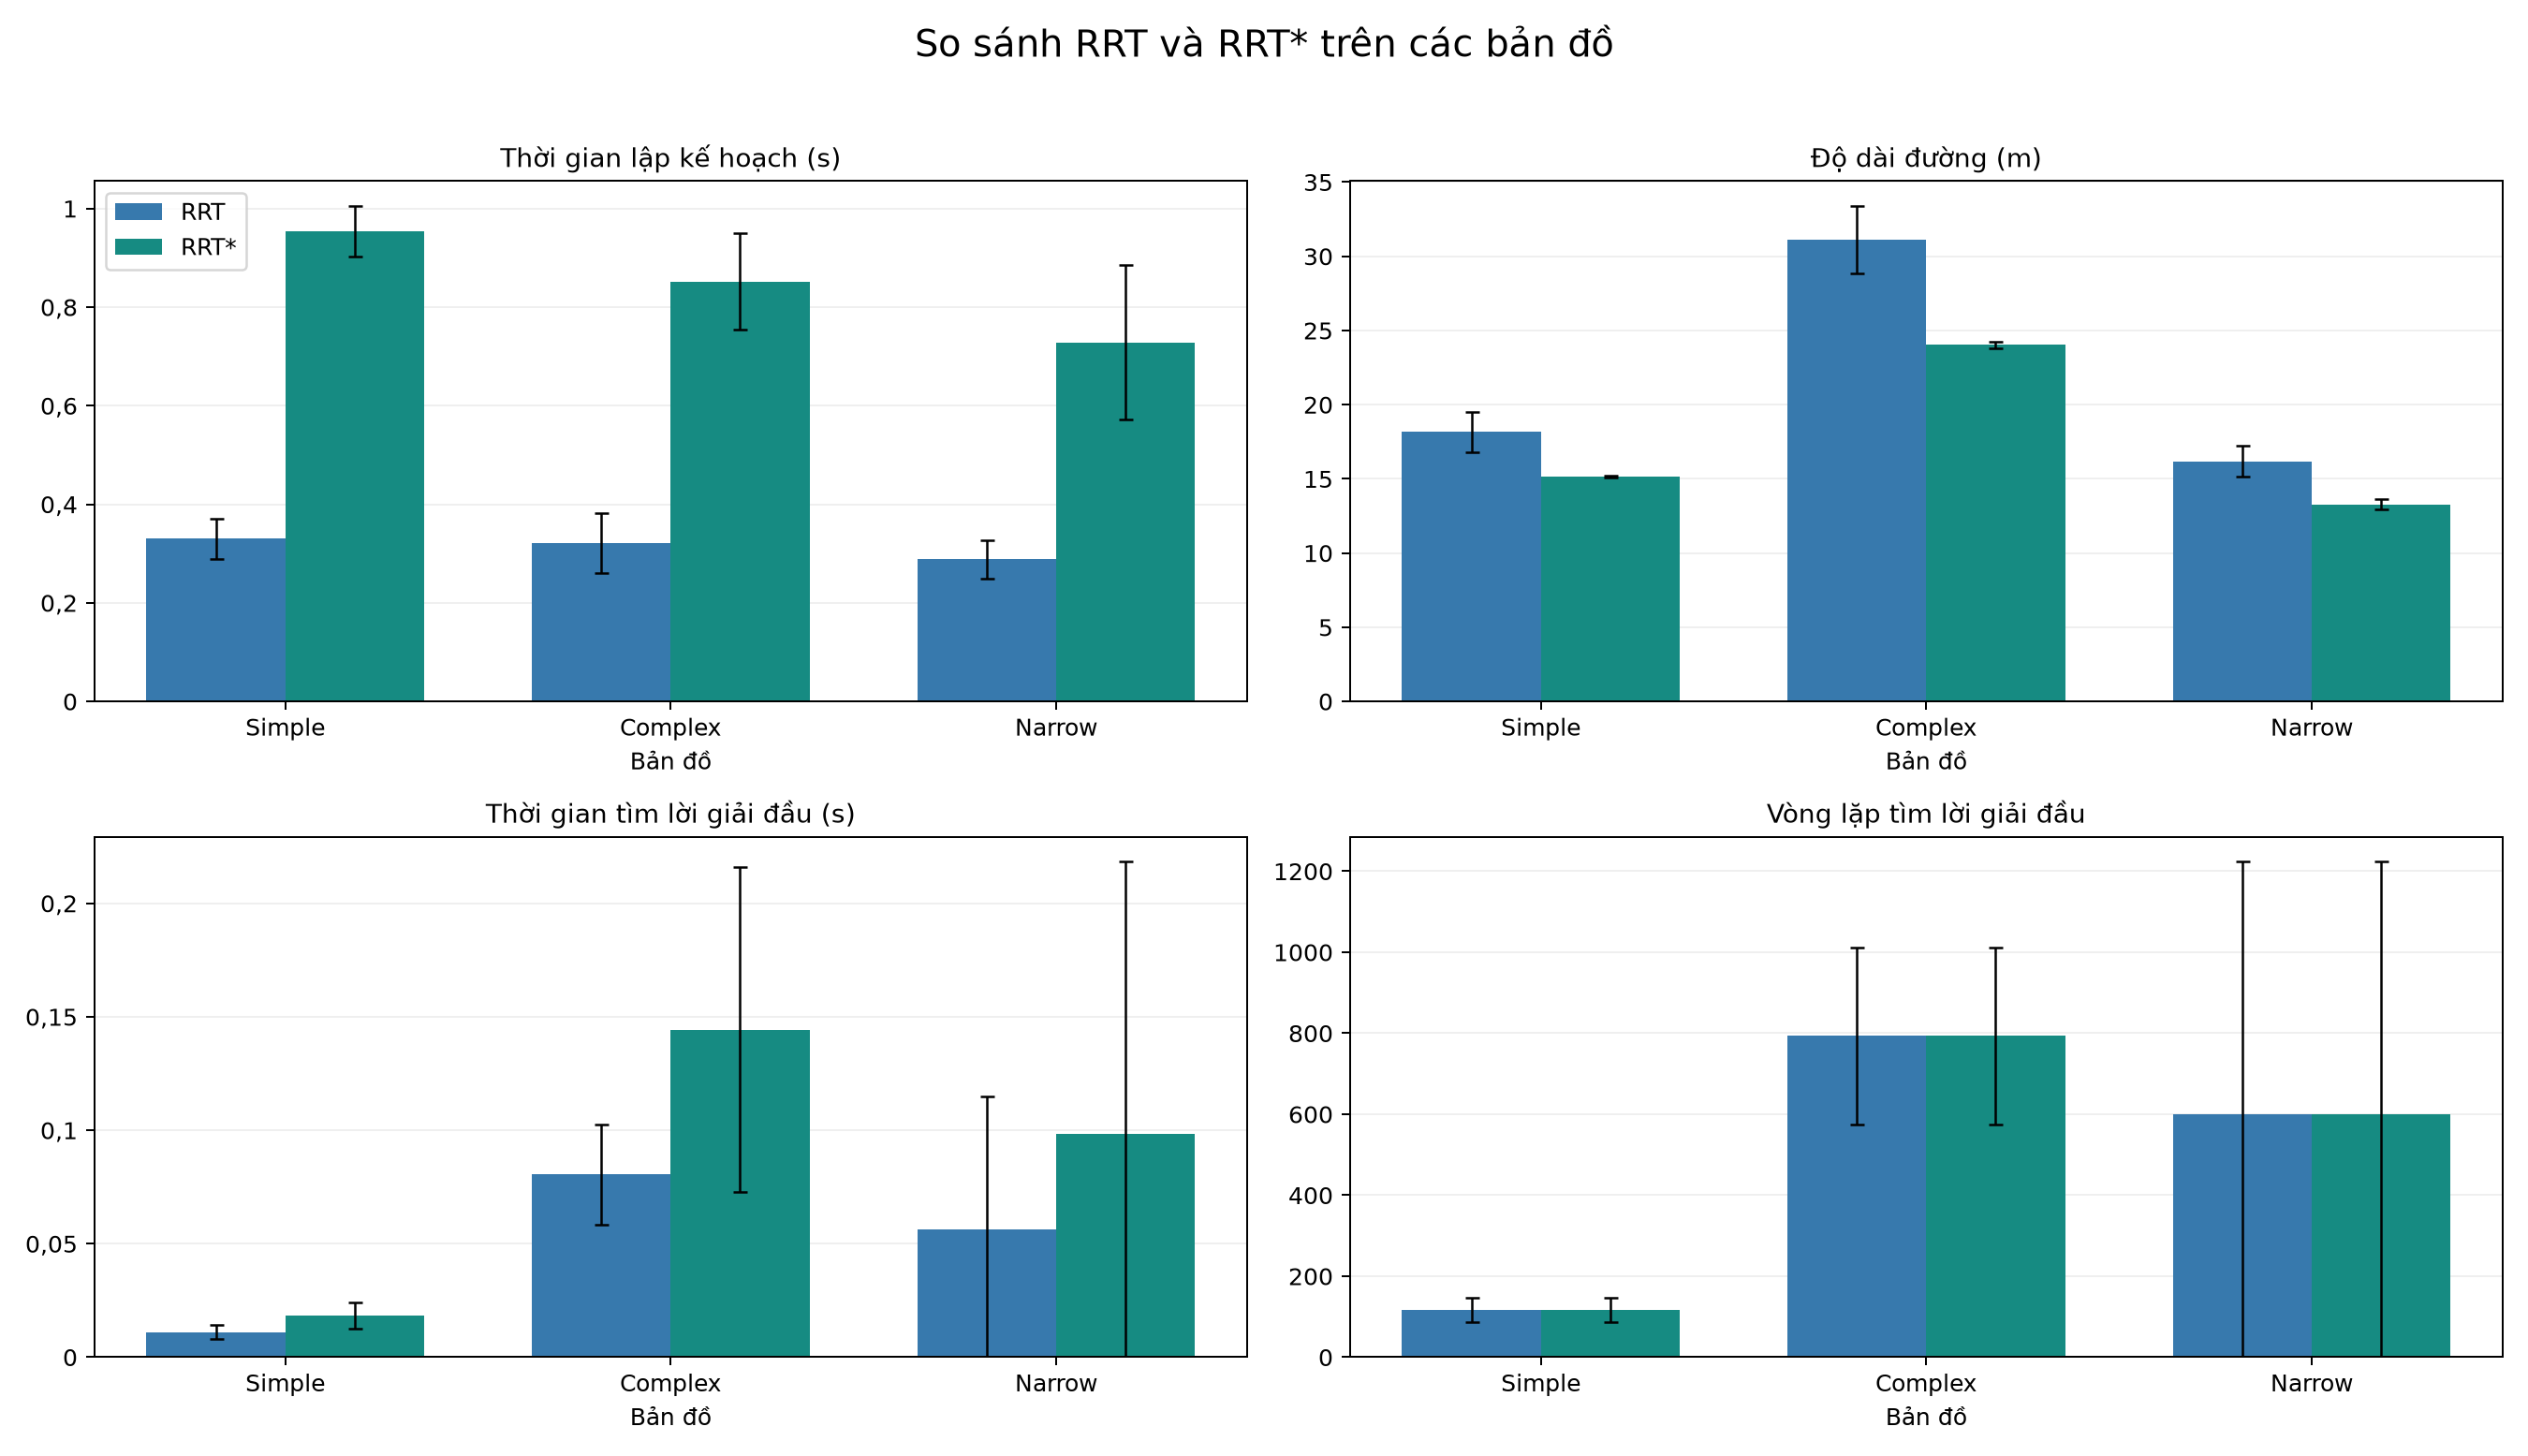 So sánh RRT và RRT* trên các bản đồ
Thời gian lập kế hoạch (s)
1
0,8
0,6
0,4
0,2
0
RRT
RRT*
Simple
Complex
Narrow
Bản đồ
Độ dài đường (m)
35
30
25
20
15
10
5
0
Simple
Complex
Narrow
Bản đồ
Thời gian tìm lời giải đầu (s)
0,2
0,15
0,1
0,05
0
Simple
Complex
Narrow
Bản đồ
Vòng lặp tìm lời giải đầu
1200
1000
800
600
400
200
0
Simple
Complex
Narrow
Bản đồ